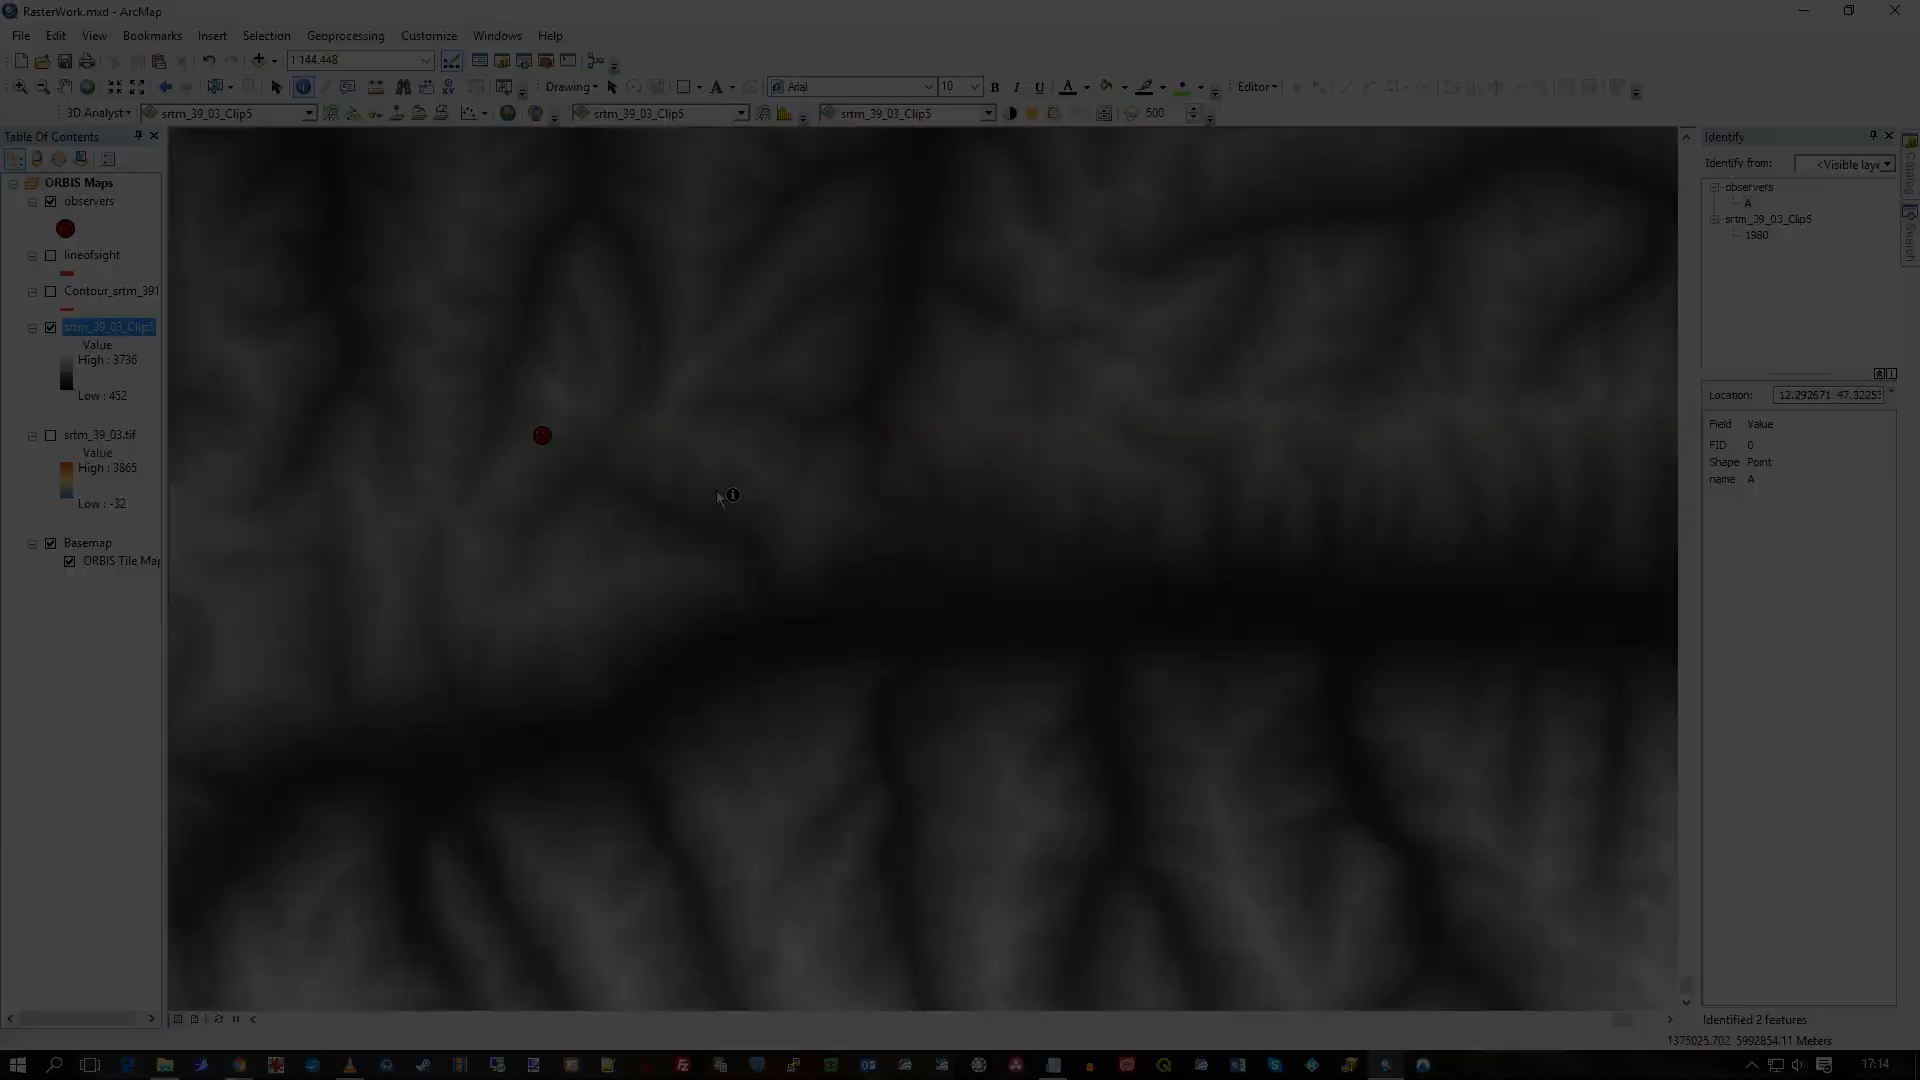 RasterWork.mxd - ArcMap
File Edit View Bookmarks Insert Selection Geoprocessing Customize Windows Help
1:144.448
Drawing A Arial 10 B I U A Editor
3D Analyst srtm_39_03_Clip5 srtm_39_03_Clip5 srtm_39_03_Clip5 500
Table Of Contents
ORBIS Maps
observers
lineofsight
Contour_srtm_391
srtm_39_03_Clip5
Value
High : 3736
Low : 452
srtm_39_03.tif
Value
High : 3865
Low : -32
Basemap
ORBIS Tile Map
Identify
Identify from: <Visible laye
observers
A
srtm_39_03_Clip5
1980
Location: 12.292671 47.32253
Field Value
FID 0
Shape Point
name A
Identified 2 features
Catalog
Search
1375025.702 5992854.11 Meters
17:14